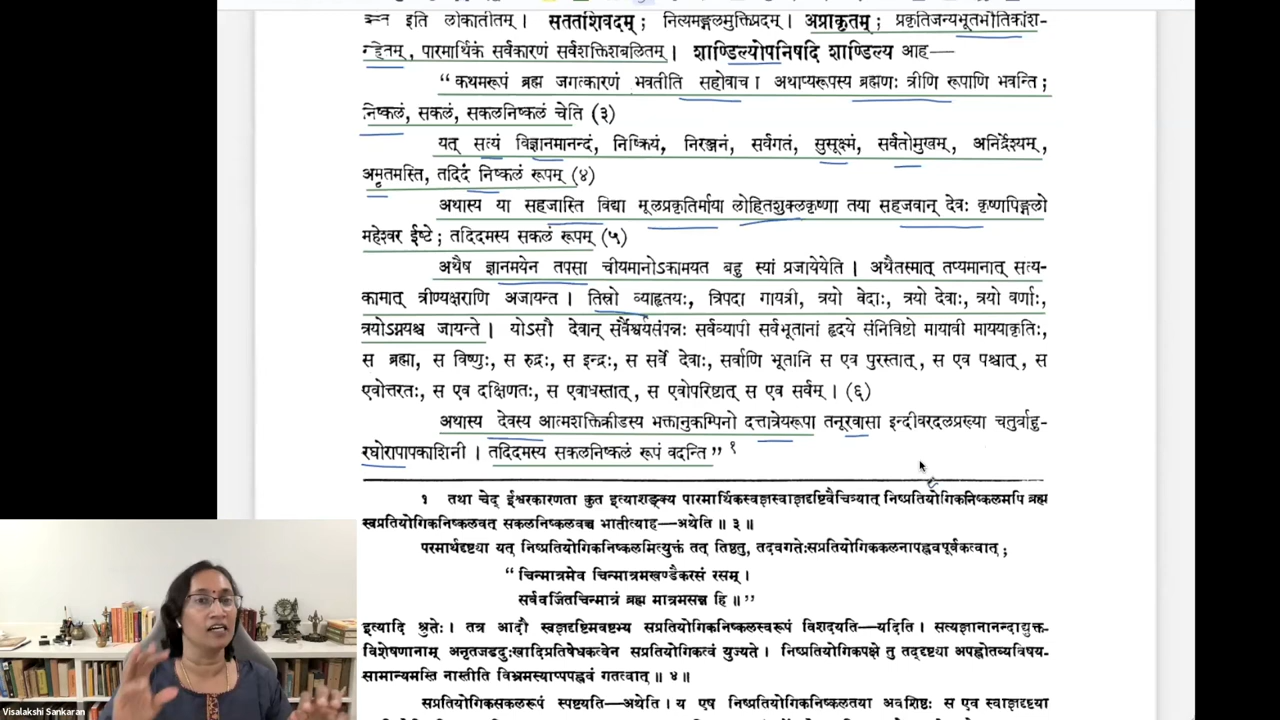 इति लोकातीतम् । सततंशिवदम् ; नित्यमङ्गलमुक्तिप्रदम् । अप्राकृतम् ; प्रकृतिजन्यभूतभौतिकांश-
पारमार्थिकं सर्वकारणं सर्वशक्तिशबलितम् । शाण्डिल्योपनिषदि शाण्डिल्य आह—
“ कथमरूपं ब्रह्म जगत्कारणं भवतीति सहोवाच । अथाप्यरूपस्य ब्रह्मणः त्रीणि रूपाणि भवन्ति ;
निष्कलं, सकलं, सकलनिष्कलं चेति (३)
यत् सत्यं विज्ञानमानन्दं, निष्क्रियं, निरञ्जनं, सर्वगतं, सुसूक्ष्मं, सर्वतोमुखम्, अनिर्देश्यम्,
अमृतमस्ति, तदिदं निष्कलं रूपम् (४)
अथास्य या सहजास्ति विद्या मूलप्रकृतिर्माया लोहितशुक्लकृष्णा तया सहजवान् देवः कृष्णपिङ्गलो
महेश्वर ईष्टे ; तदिदमस्य सकलं रूपम् (५)
अथैष ज्ञानमयेन तपसा चीयमानोऽकामयत बहु स्यां प्रजायेयेति । अथैतस्मात् तप्यमानात् सत्य-
कामात् त्रीण्यक्षराणि अजायन्त । तिस्रो व्याहृतयः, त्रिपदा गायत्री, त्रयो वेदाः, त्रयो देवाः, त्रयो वर्णाः,
त्रयोऽग्नयश्च जायन्ते । योऽसौ देवान् सर्वैश्वर्यसंपन्नः सर्वव्यापी सर्वभूतानां हृदये संनिविष्टो मायावी माययाकृतिः,
स ब्रह्मा, स विष्णुः, स रुद्रः, स इन्द्रः, स सर्वे देवाः, सर्वाणि भूतानि स एव पुरस्तात्, स एव पश्चात्, स
एवोत्तरतः, स एव दक्षिणतः, स एवाधस्तात्, स एवोपरिष्टात् स एव सर्वम् । (६)
अथास्य देवस्य आत्मशक्तिक्रीडस्य भक्तानुकम्पिनो दत्तात्रेयरूपा तनूरवासा इन्दीवरदलप्रख्या चतुर्बाहु-
रघोरापापकाशिनी । तदिदमस्य सकलनिष्कलं रूपं वदन्ति” १
१ तथा चेद् ईश्वरकारणता कुत इत्याशङ्क्य पारमार्थिकस्वज्ञस्वाज्ञदृष्टिवैचित्र्यात् निष्प्रतियोगिकनिष्कलमपि ब्रह्म
स्वप्रतियोगिकनिष्कलवत् सकलनिष्कलवच्च भातीत्याह—अथेति ॥ ३ ॥
परमार्थदृष्ट्या यत् निष्प्रतियोगिकनिष्कलमित्युक्तं तत् तिष्ठतु, तदवगतेःसप्रतियोगिककलनापह्नवपूर्वकत्वात् ;
“ चिन्मात्रमेव चिन्मात्रमखण्डैकरसं रसम् ।
सर्ववर्जितचिन्मात्रं ब्रह्म मात्रमसन्न हि ॥ ”
इत्यादि श्रुतेः । तत्र आदौ स्वज्ञदृष्टिमवष्टभ्य सप्रतियोगिकनिष्कलस्वरूपं विशदयति—यदिति । सत्यज्ञानानन्दाद्युक्त-
विशेषणानाम् अनृतजडदुःखादिप्रतिषेधकत्वेन सप्रतियोगिकत्वं युज्यते । निष्प्रतियोगिकपक्षे तु तद्दृष्ट्या अपह्नोतव्यविषय-
सामान्यमस्ति नास्तीति विभ्रमस्याप्यपह्नवं गतत्वात् ॥ ४ ॥
सप्रतियोगिकसकलरूपं स्पष्टयति—अथेति । य एष निष्प्रतियोगिकनिष्कलतया अवशिष्टः स एव स्वाज्ञदृष्ट्या
Visalakshi Sankaran